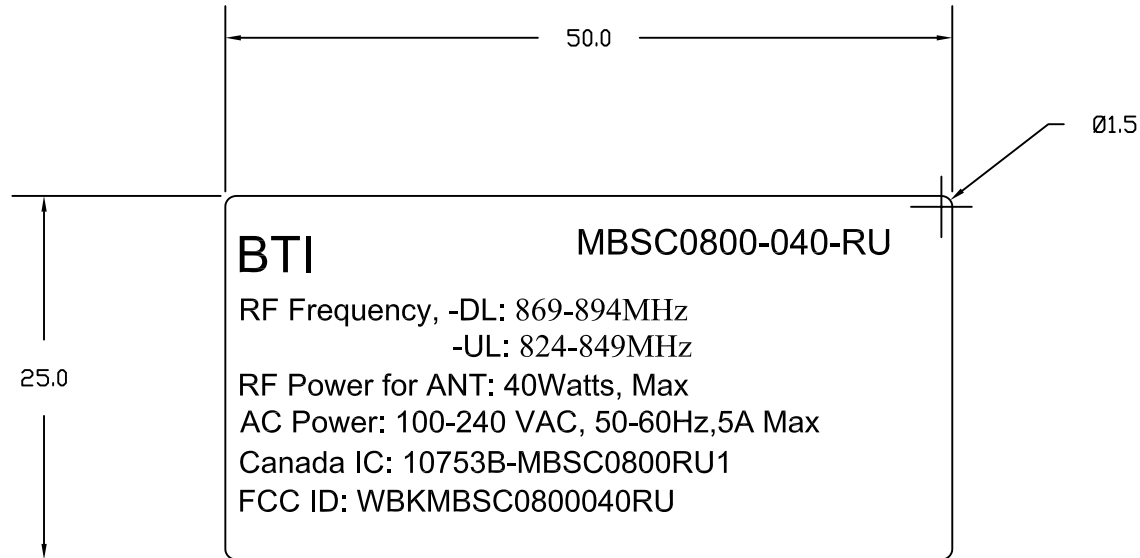 50.0
Ø1.5
BTI MBSC0800-040-RU
RF Frequency, -DL: 869-894MHz
-UL: 824-849MHz
25.0
RF Power for ANT: 40Watts, Max
AC Power: 100-240 VAC, 50-60Hz,5A Max
Canada IC: 10753B-MBSC0800RU1
FCC ID: WBKMBSC0800040RU